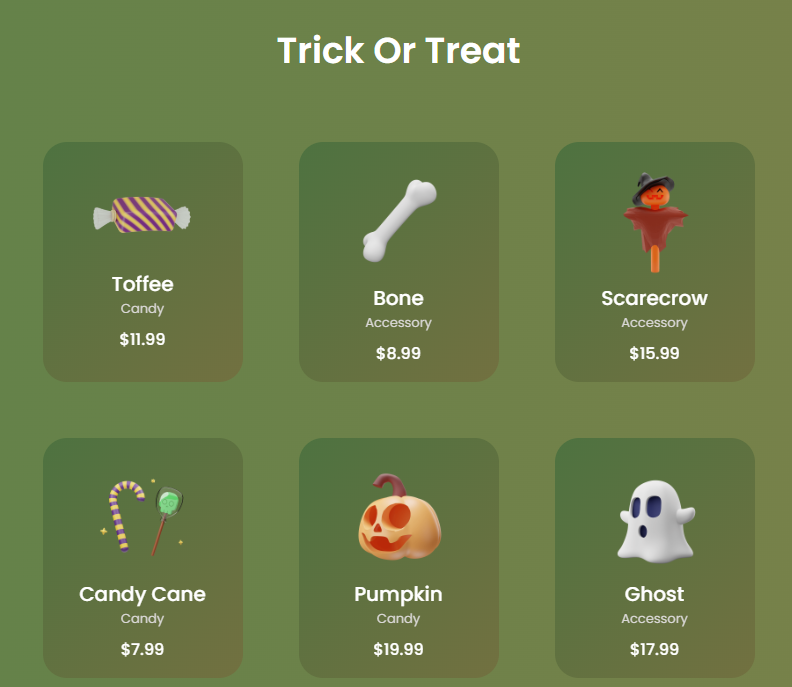 Trick Or Treat
Toffee
Candy
$11.99
Bone
Accessory
$8.99
Scarecrow
Accessory
$15.99
Candy Cane
Candy
$7.99
Pumpkin
Candy
$19.99
Ghost
Accessory
$17.99